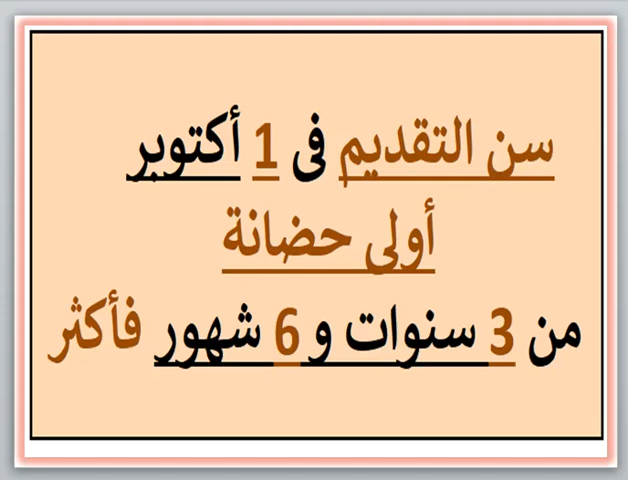 سن التقديم فى 1 أكتوبر
أولى حضانة
من 3 سنوات و 6 شهور فأكثر